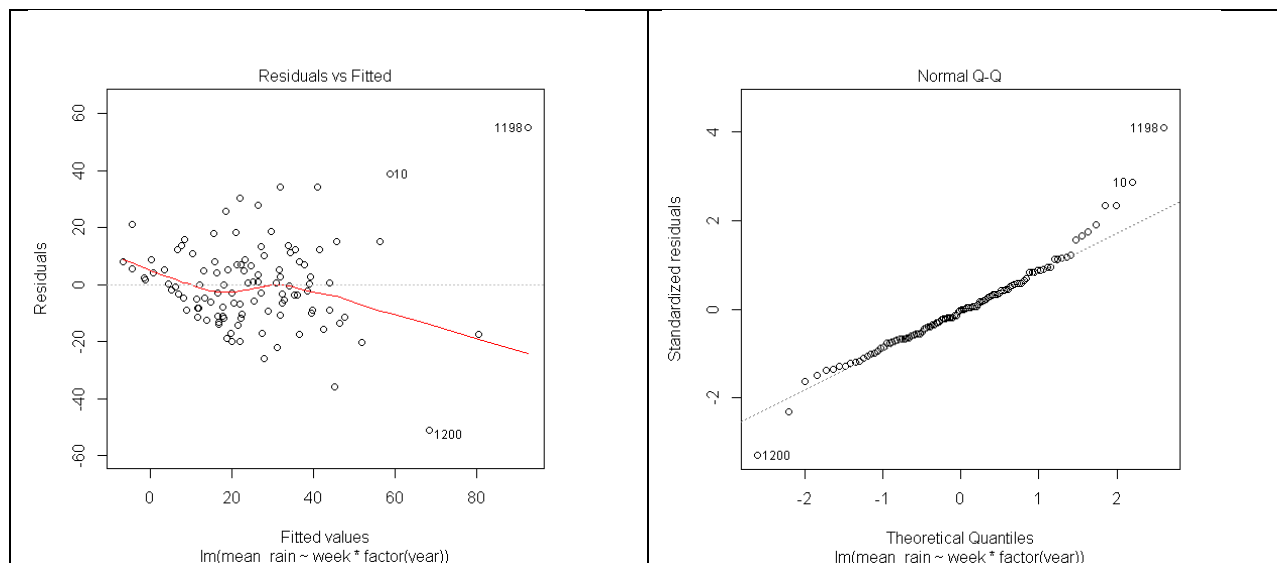 Residuals vs Fitted
60
40
20
0
-20
-40
-60
Residuals
1198
10
1200
0 20 40 60 80
Fitted values
lm(mean_rain ~ week * factor(year))
Normal Q-Q
4
2
0
-2
Standardized residuals
1198
10
1200
-2 -1 0 1 2
Theoretical Quantiles
lm(mean_rain ~ week * factor(year))